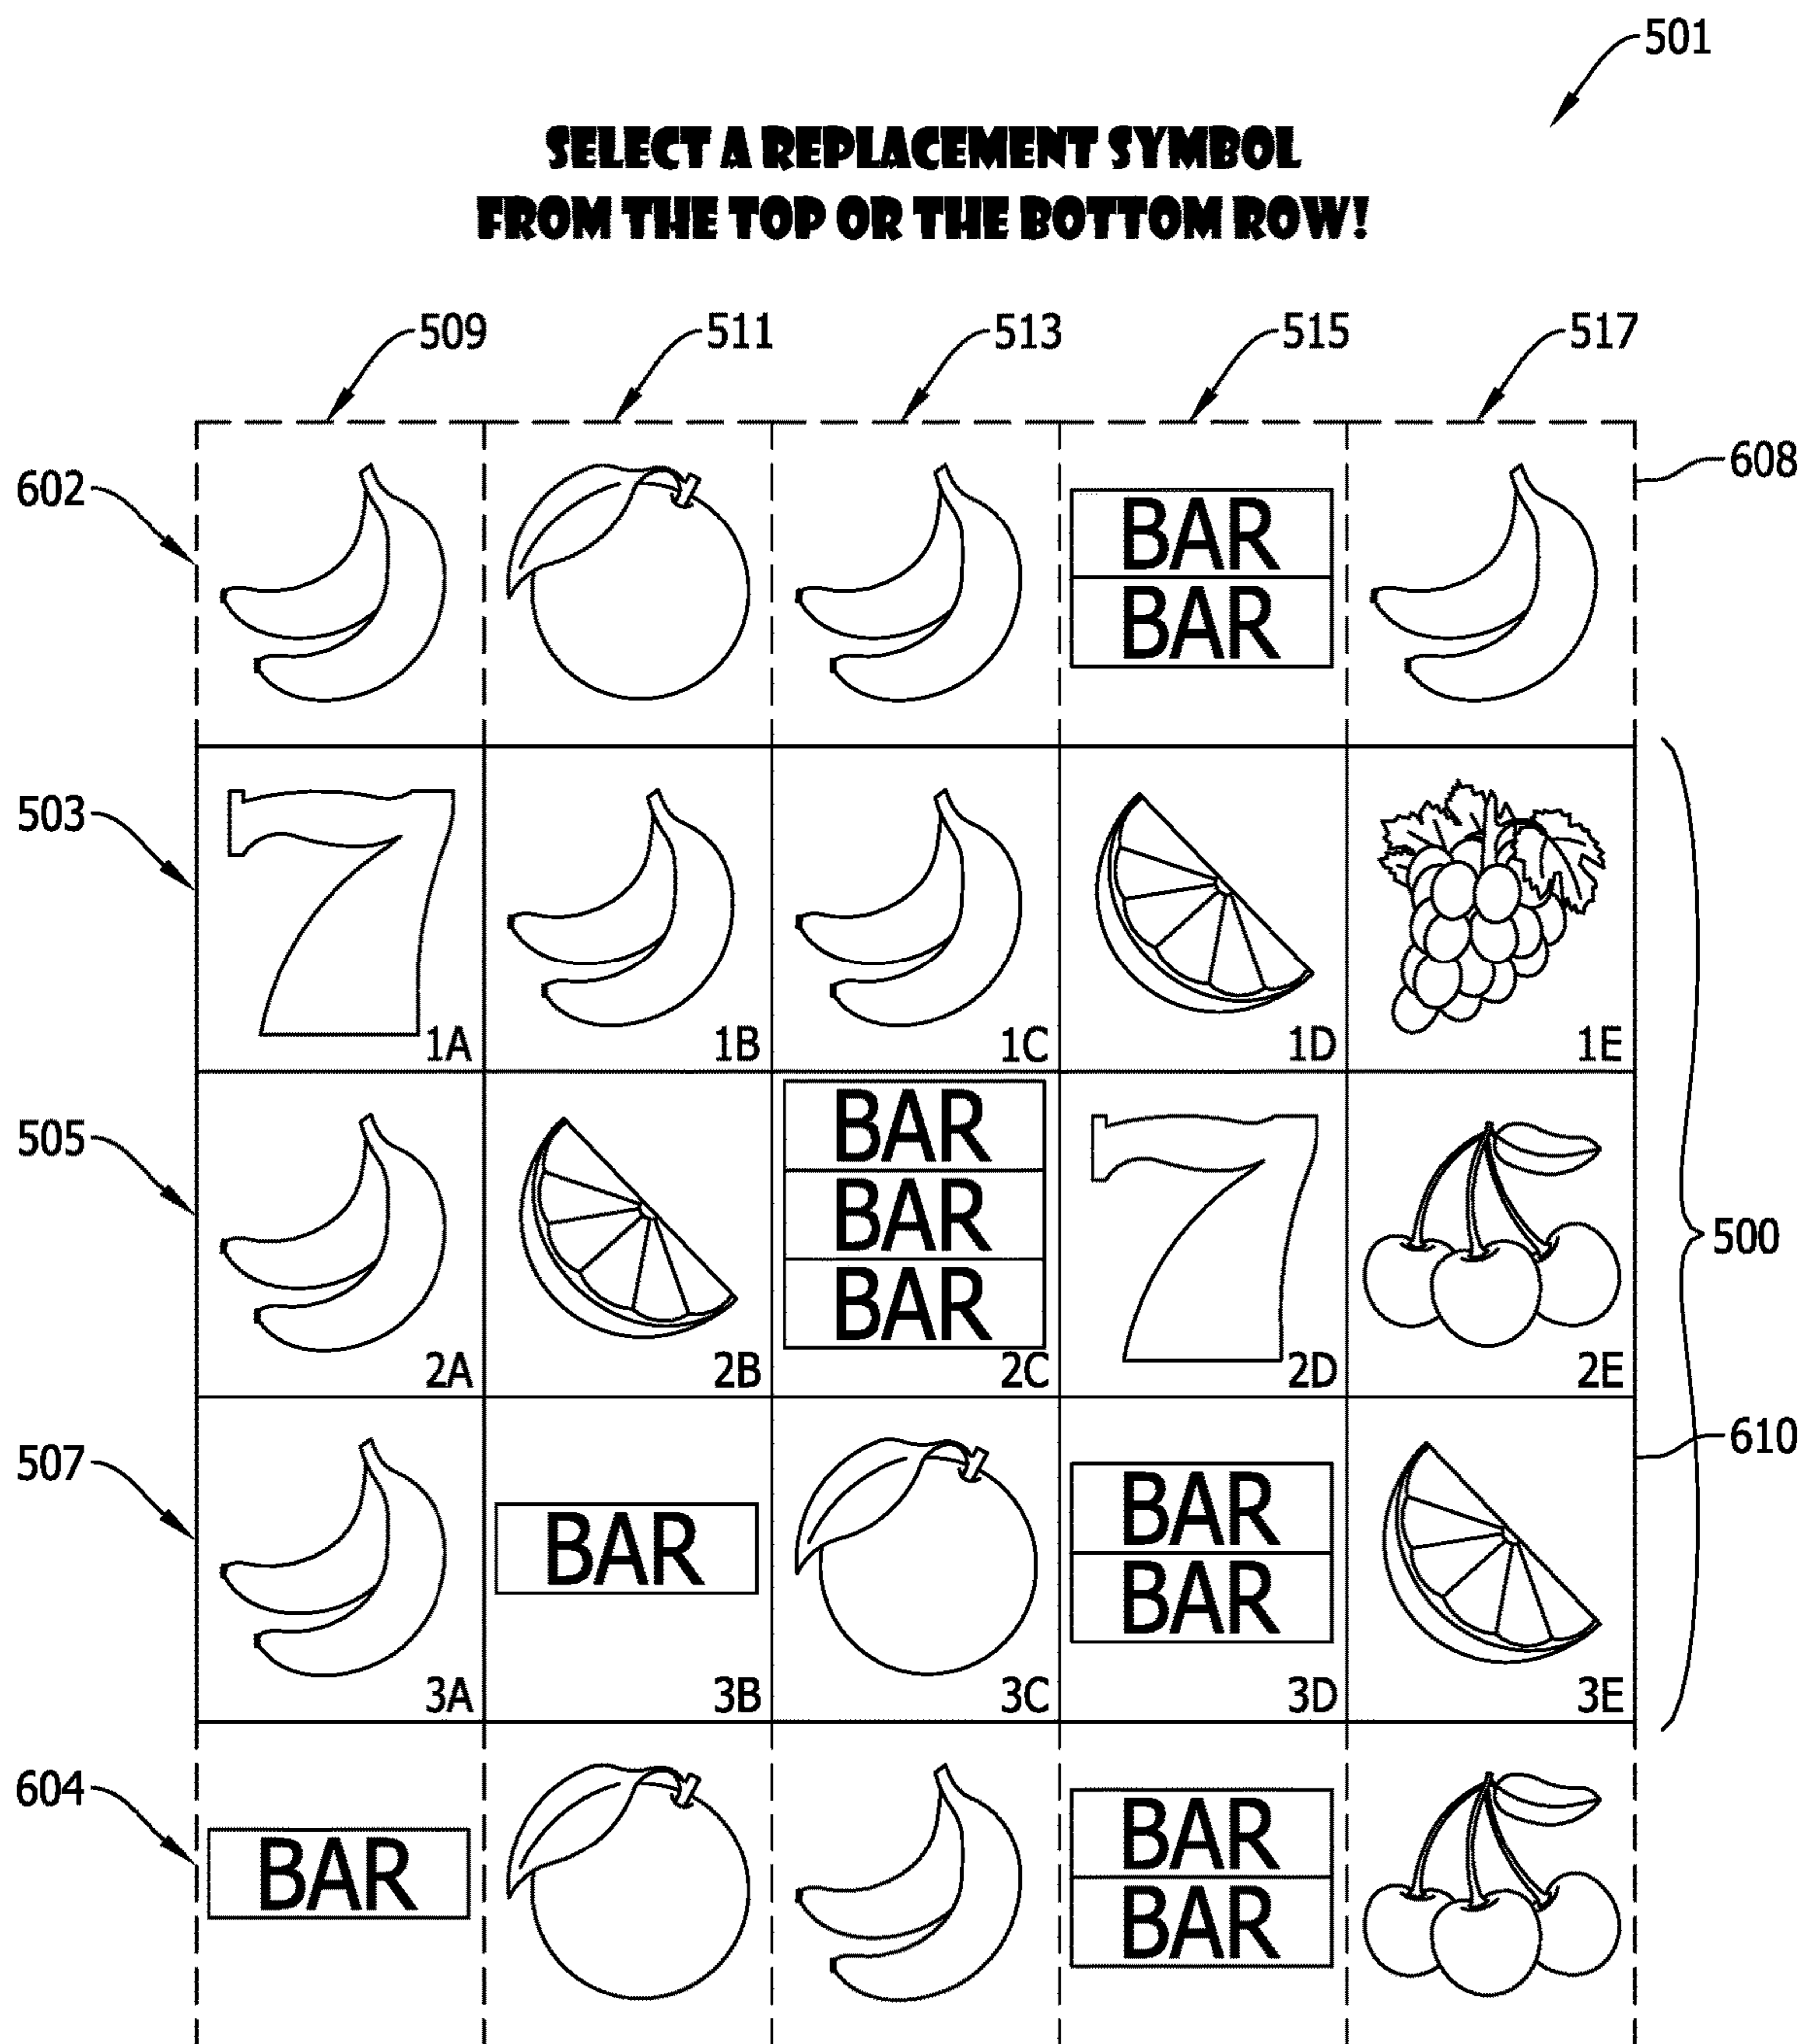 501
SELECT A REPLACEMENT SYMBOL
FROM THE TOP OR THE BOTTOM ROW!
509 511 513 515 517
602
608
BAR
BAR
503
7
1A 1B 1C 1D 1E
505
BAR
BAR
BAR
7
500
2A 2B 2C 2D 2E
507
610
BAR
BAR
BAR
3A 3B 3C 3D 3E
604
BAR
BAR
BAR